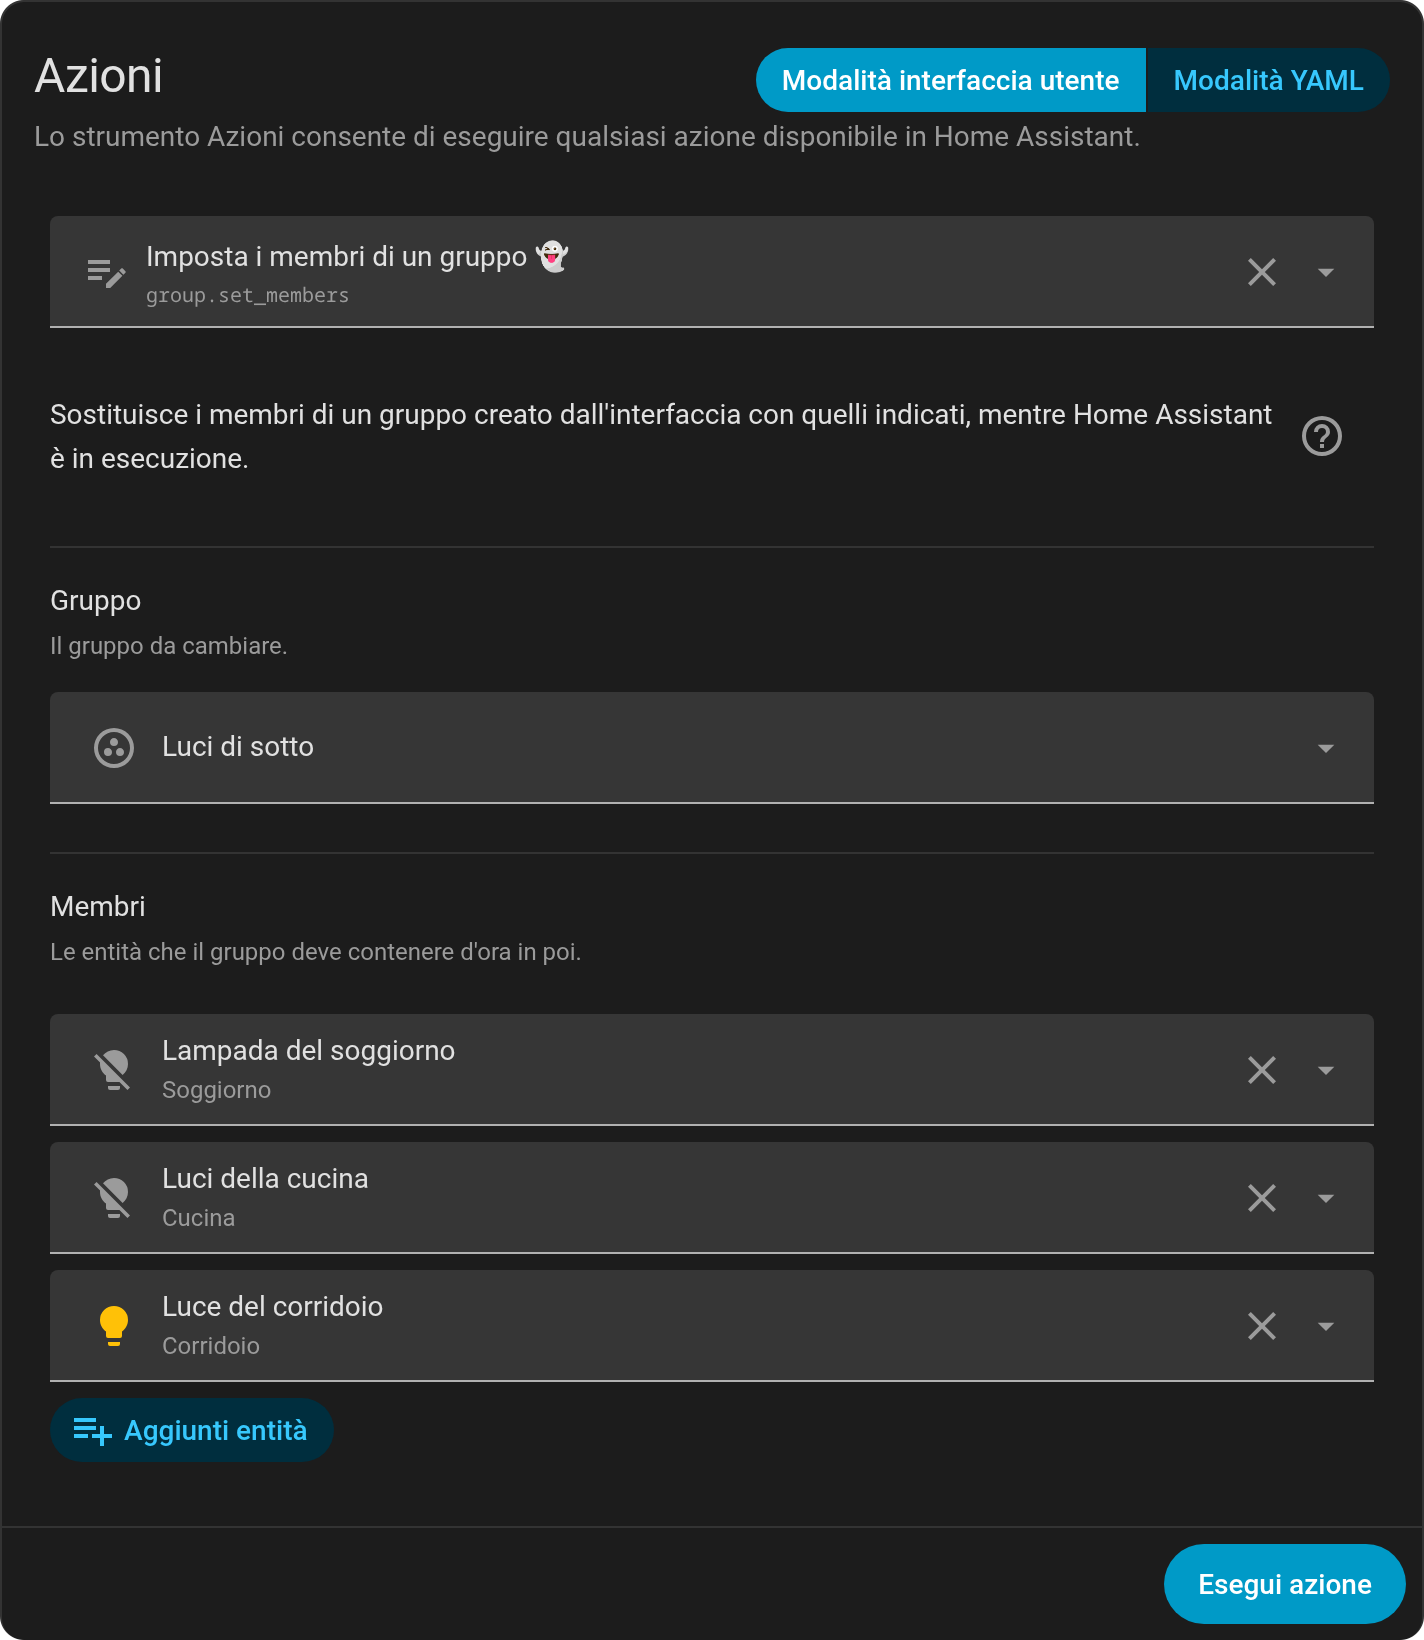 Azioni
Modalità interfaccia utente
Modalità YAML
Lo strumento Azioni consente di eseguire qualsiasi azione disponibile in Home Assistant.
Imposta i membri di un gruppo 👻
group.set_members
Sostituisce i membri di un gruppo creato dall'interfaccia con quelli indicati, mentre Home Assistant
è in esecuzione.
Gruppo
Il gruppo da cambiare.
Luci di sotto
Membri
Le entità che il gruppo deve contenere d'ora in poi.
Lampada del soggiorno
Soggiorno
Luci della cucina
Cucina
Luce del corridoio
Corridoio
Aggiunti entità
Esegui azione